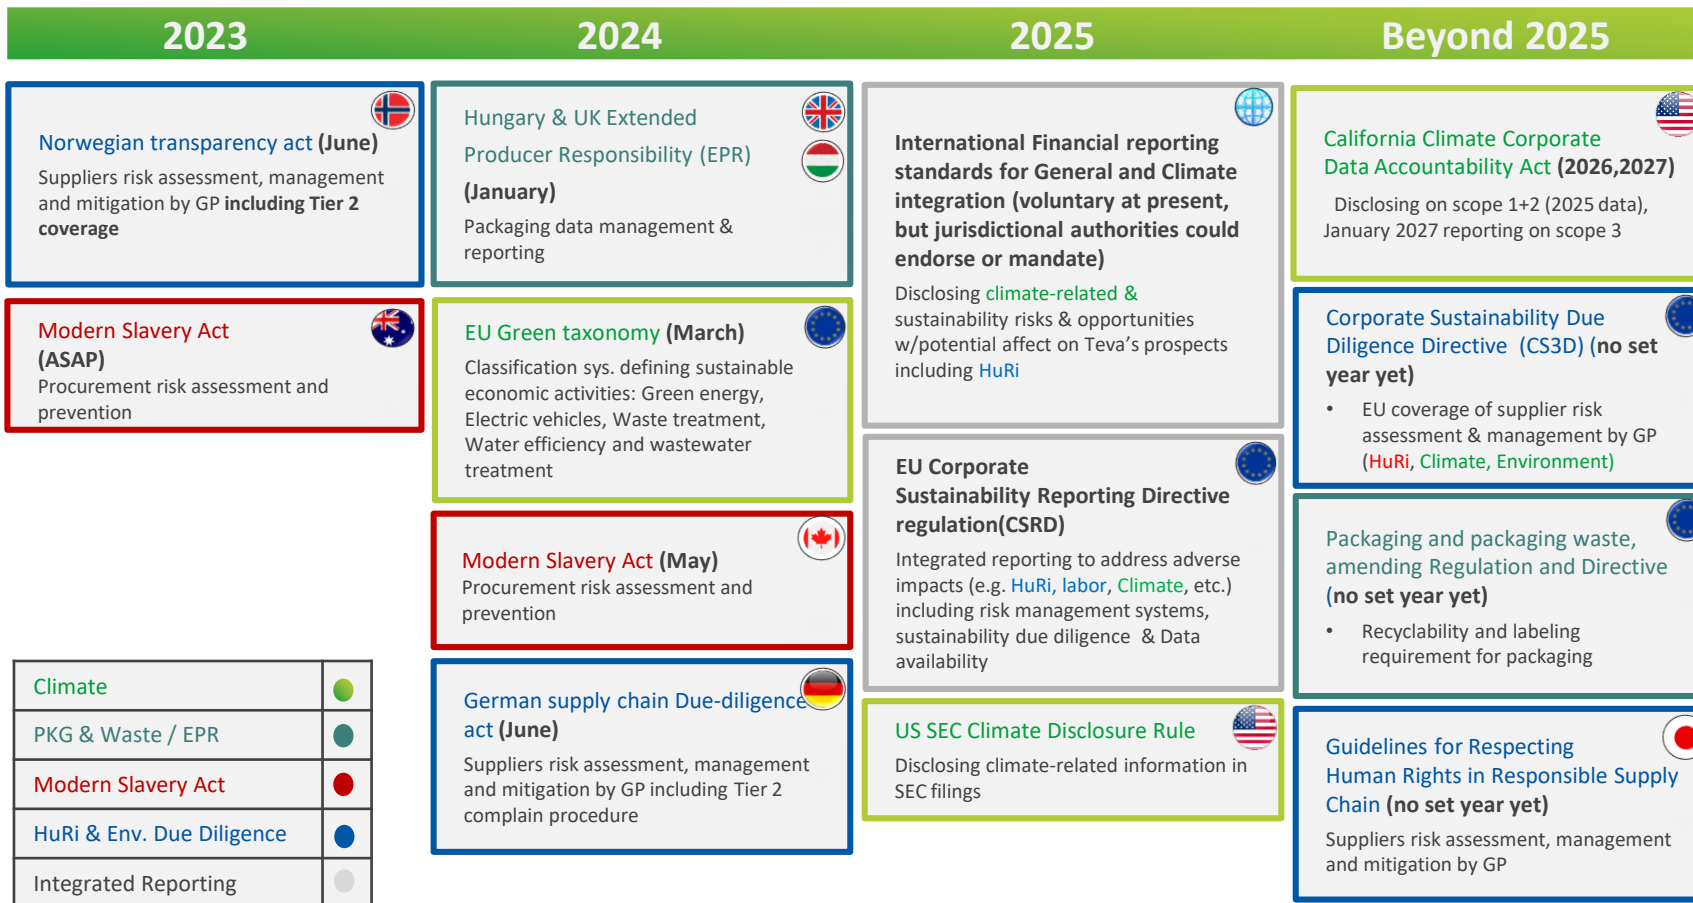 2023
2024
2025
Beyond 2025
Norwegian transparency act (June)
Suppliers risk assessment, management
and mitigation by GP including Tier 2
coverage
Modern Slavery Act
(ASAP)
Procurement risk assessment and
prevention
Hungary & UK Extended
Producer Responsibility (EPR)
(January)
Packaging data management &
reporting
EU Green taxonomy (March)
Classification sys. defining sustainable
economic activities: Green energy,
Electric vehicles, Waste treatment,
Water efficiency and wastewater
treatment
Modern Slavery Act (May)
Procurement risk assessment and
prevention
German supply chain Due-diligence
act (June)
Suppliers risk assessment, management
and mitigation by GP including Tier 2
complain procedure
International Financial reporting
standards for General and Climate
integration (voluntary at present,
but jurisdictional authorities could
endorse or mandate)
Disclosing climate-related &
sustainability risks & opportunities
w/potential affect on Teva's prospects
including HuRi
EU Corporate
Sustainability Reporting Directive
regulation(CSRD)
Integrated reporting to address adverse
impacts (e.g. HuRi, labor, Climate, etc.)
including risk management systems,
sustainability due diligence & Data
availability
US SEC Climate Disclosure Rule
Disclosing climate-related information in
SEC filings
California Climate Corporate
Data Accountability Act (2026,2027)
Disclosing on scope 1+2 (2025 data),
January 2027 reporting on scope 3
Corporate Sustainability Due
Diligence Directive (CS3D) (no set
year yet)
• EU coverage of supplier risk
assessment & management by GP
(HuRi, Climate, Environment)
Packaging and packaging waste,
amending Regulation and Directive
(no set year yet)
• Recyclability and labeling
requirement for packaging
Guidelines for Respecting
Human Rights in Responsible Supply
Chain (no set year yet)
Suppliers risk assessment, management
and mitigation by GP
Climate
PKG & Waste / EPR
Modern Slavery Act
HuRi & Env. Due Diligence
Integrated Reporting